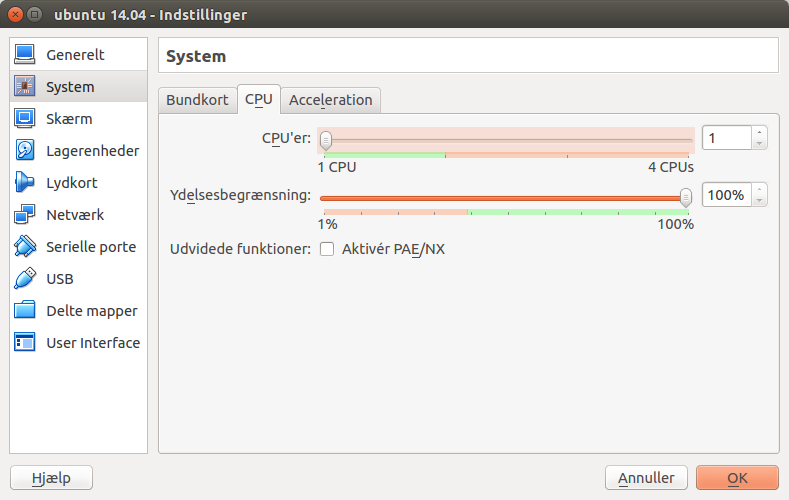 ubuntu 14.04 - Indstillinger
Generelt
System
Skærm
Lagerenheder
Lydkort
Netværk
Serielle porte
USB
Delte mapper
User Interface
System
Bundkort CPU Acceleration
CPU'er: 1
1 CPU 4 CPUs
Ydelsesbegrænsning: 100%
1% 100%
Udvidede funktioner: Aktivér PAE/NX
Hjælp Annuller OK